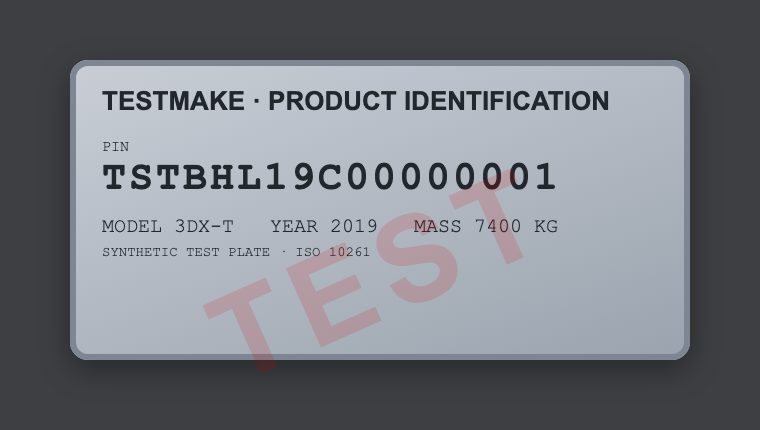 TESTMAKE · PRODUCT IDENTIFICATION
PIN
TSTBHL19C00000001
MODEL 3DX-T YEAR 2019 MASS 7400 KG
SYNTHETIC TEST PLATE · ISO 10261
TEST